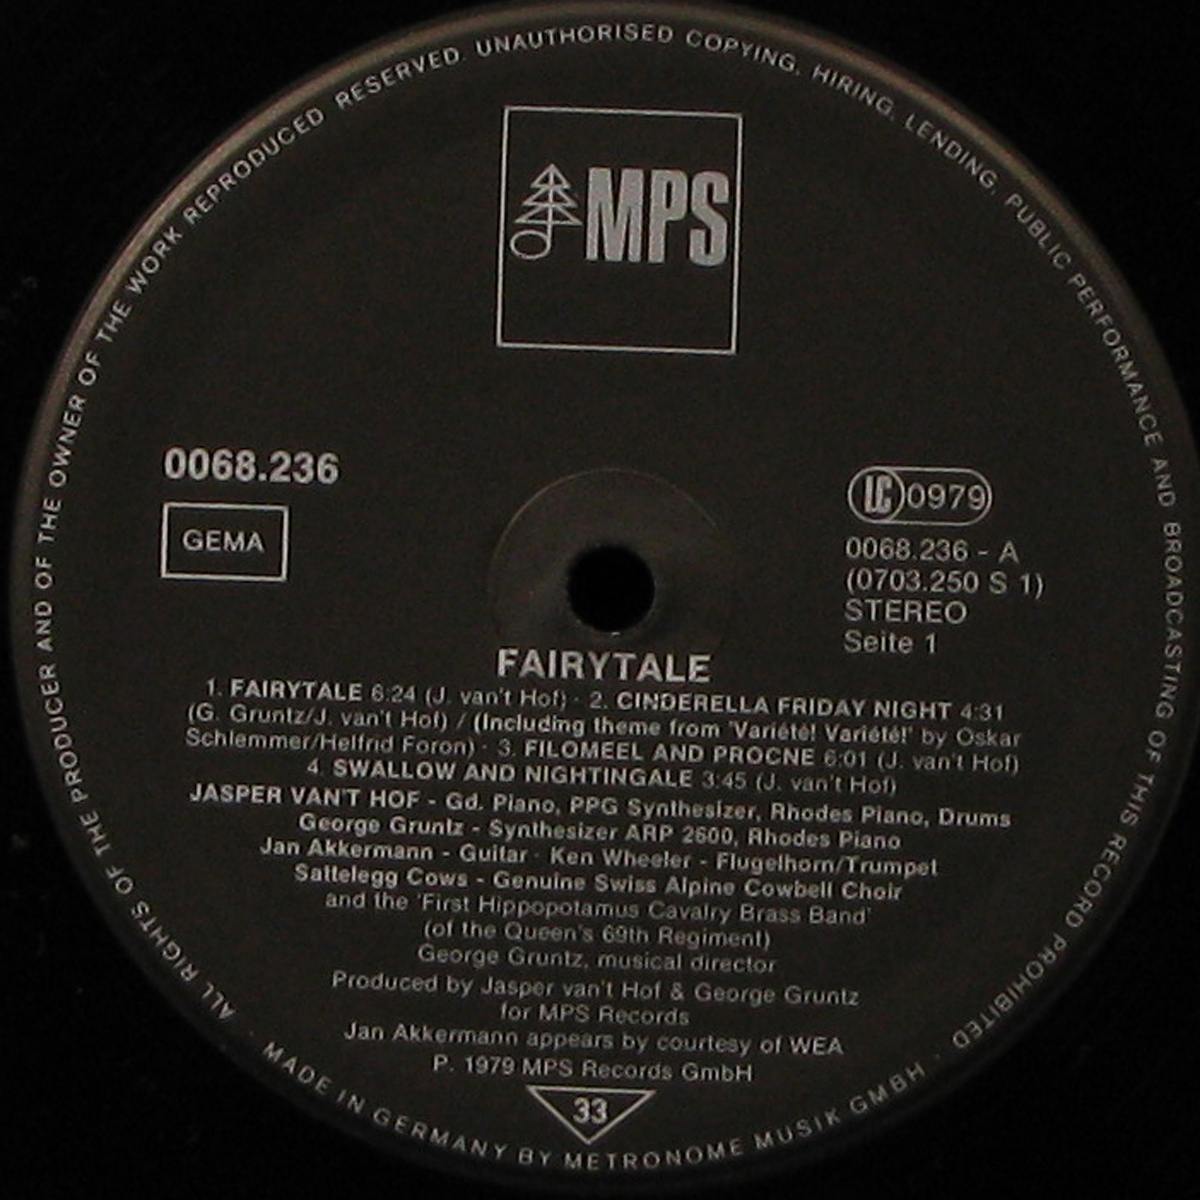 ALL RIGHTS OF THE PRODUCER AND OF THE OWNER OF THE WORK REPRODUCED RESERVED. UNAUTHORISED COPYING, HIRING, LENDING, PUBLIC PERFORMANCE AND BROADCASTING OF THIS RECORD PROHIBITED ·
MPS
0068.236
GEMA
LC 0979
0068.236 - A
(0703.250 S 1)
STEREO
Seite 1
FAIRYTALE
1. FAIRYTALE 6:24 (J. van't Hof) · 2. CINDERELLA FRIDAY NIGHT 4:31
(G. Gruntz/J. van't Hof) / (Including theme from 'Variété! Variété!' by Oskar
Schlemmer/Helfrid Foron) · 3. FILOMEEL AND PROCNE 6:01 (J. van't Hof)
4. SWALLOW AND NIGHTINGALE 3:45 (J. van't Hof)
JASPER VAN'T HOF - Gd. Piano, PPG Synthesizer, Rhodes Piano, Drums
George Gruntz - Synthesizer ARP 2600, Rhodes Piano
Jan Akkermann - Guitar · Ken Wheeler - Flugelhorn/Trumpet
Sattelegg Cows - Genuine Swiss Alpine Cowbell Choir
and the 'First Hippopotamus Cavalry Brass Band'
(of the Queen's 69th Regiment)
George Gruntz, musical director
Produced by Jasper van't Hof & George Gruntz
for MPS Records
Jan Akkermann appears by courtesy of WEA
P. 1979 MPS Records GmbH
33
MADE IN GERMANY BY METRONOME MUSIK GMBH ·